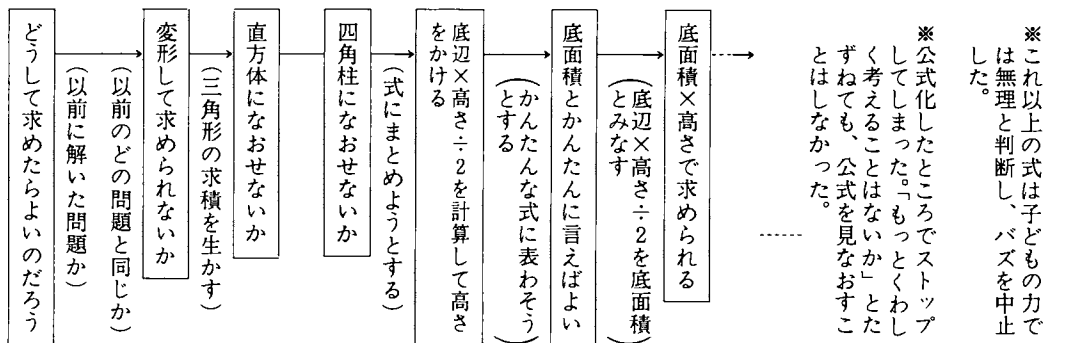 ※これ以上の式は子どもの力で
は無理と判断し、バズを中止
した。
※公式化したところでストップ
してしまった。「もっとくわし
く考えることはないか」とた
ずねても、公式を見なおすこ
とはしなかった。
底面積×高さで求められる
(底辺×高さ÷2を底面積
とみなす)
底面積とかんたんに言えばよい
(かんたんな式に表わそう
とする)
底辺×高さ÷2を計算して高さ
をかける
(式にまとめようとする)
四角柱になおせないか
直方体になおせないか
(三角形の求積を生かす)
変形して求められないか
(以前のどの問題と同じか)
(以前に解いた問題か)
どうして求めたらよいのだろう